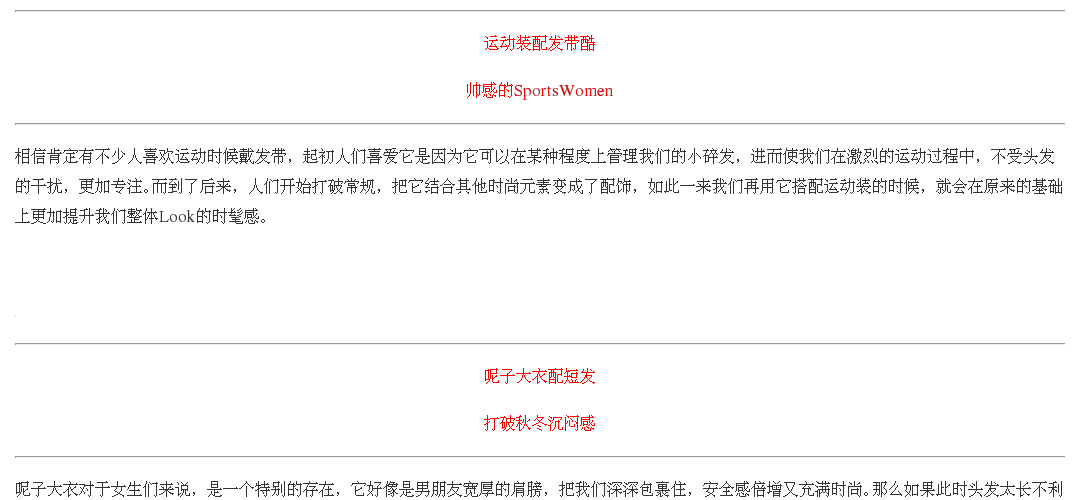 运动装配发带酷
帅感的SportsWomen
相信肯定有不少人喜欢运动时候戴发带，起初人们喜爱它是因为它可以在某种程度上管理我们的小碎发，进而使我们在激烈的运动过程中，不受头发
的干扰，更加专注。而到了后来，人们开始打破常规，把它结合其他时尚元素变成了配饰，如此一来我们再用它搭配运动装的时候，就会在原来的基础
上更加提升我们整体Look的时髦感。
呢子大衣配短发
打破秋冬沉闷感
呢子大衣对于女生们来说，是一个特别的存在，它好像是男朋友宽厚的肩膀，把我们深深包裹住，安全感倍增又充满时尚。那么如果此时头发太长不利